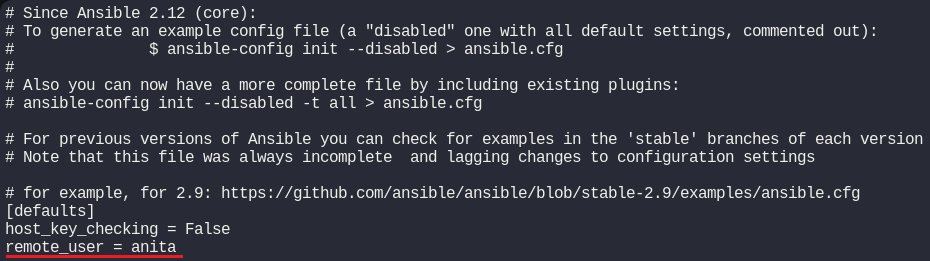 # Since Ansible 2.12 (core):
# To generate an example config file (a "disabled" one with all default settings, commented out):
#               $ ansible-config init --disabled > ansible.cfg
#
# Also you can now have a more complete file by including existing plugins:
# ansible-config init --disabled -t all > ansible.cfg

# For previous versions of Ansible you can check for examples in the 'stable' branches of each version
# Note that this file was always incomplete  and lagging changes to configuration settings

# for example, for 2.9: https://github.com/ansible/ansible/blob/stable-2.9/examples/ansible.cfg
[defaults]
host_key_checking = False
remote_user = anita